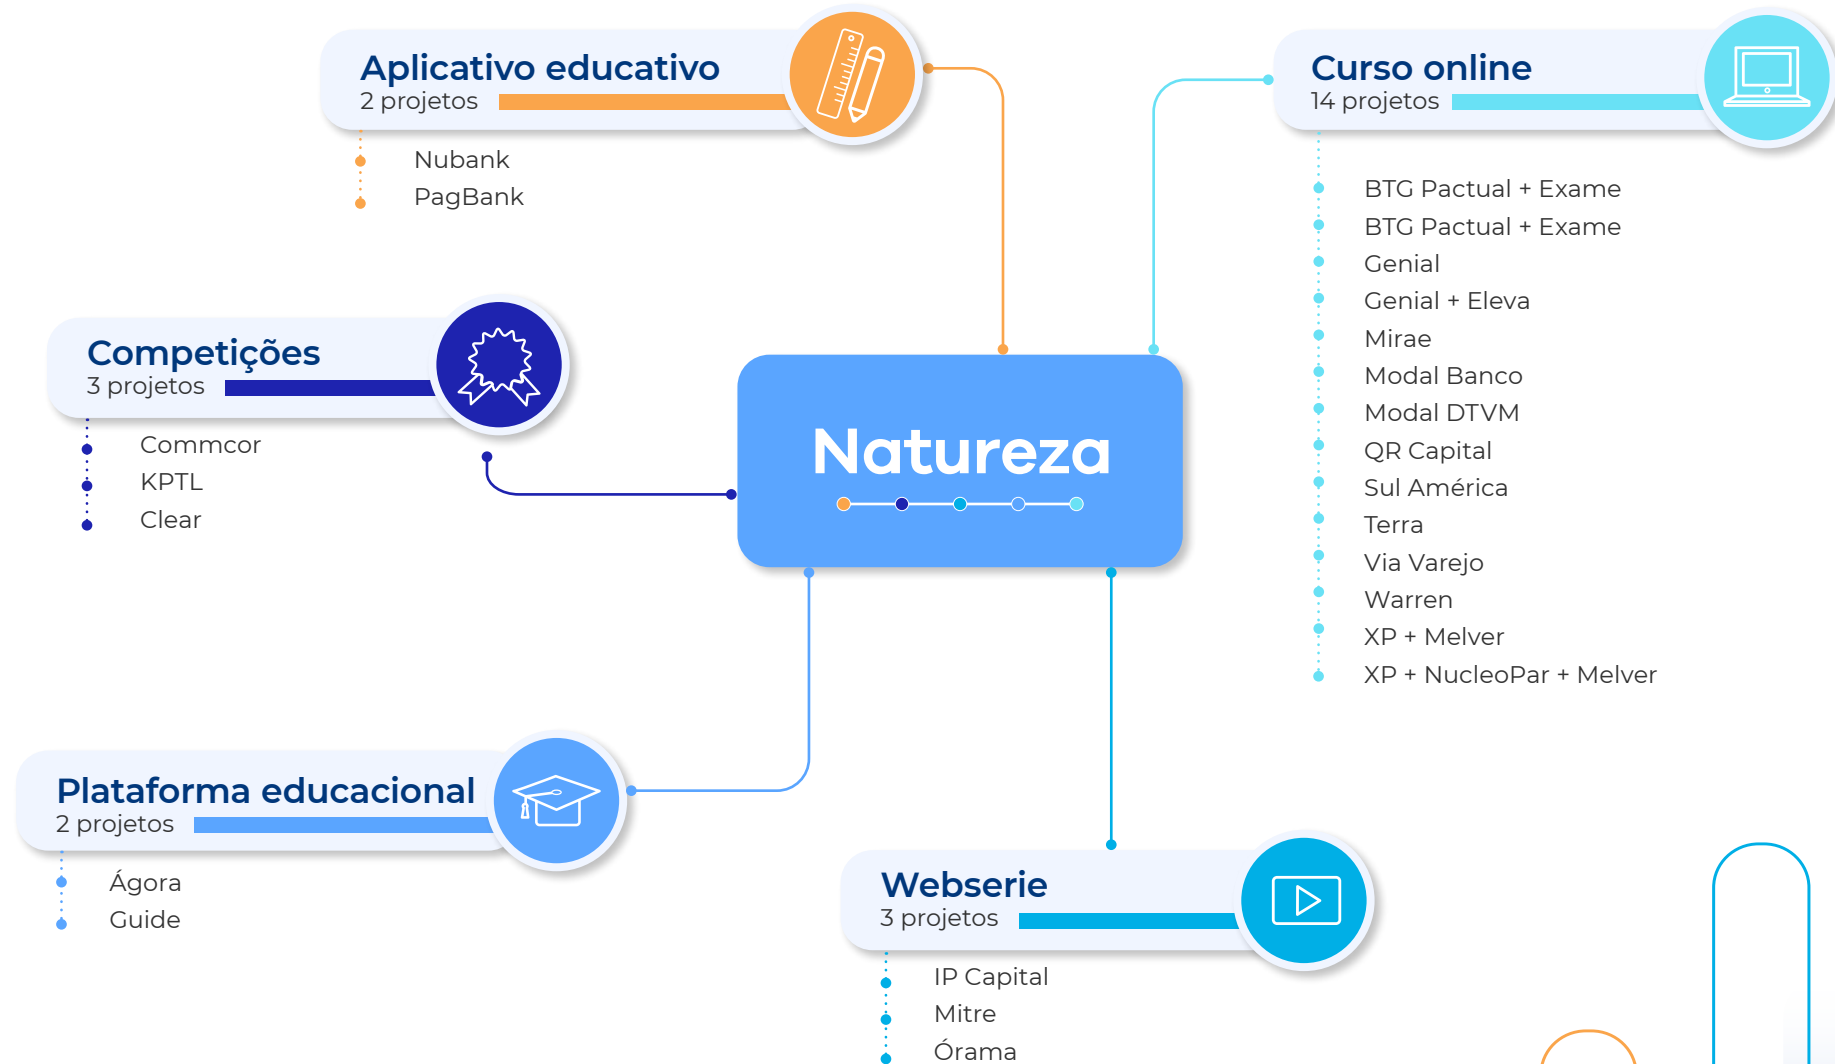 Aplicativo educativo
2 projetos
Nubank
PagBank
Curso online
14 projetos
BTG Pactual + Exame
BTG Pactual + Exame
Genial
Genial + Eleva
Mirae
Modal Banco
Modal DTVM
QR Capital
Sul América
Terra
Via Varejo
Warren
XP + Melver
XP + NucleoPar + Melver
Competições
3 projetos
Commcor
KPTL
Clear
Natureza
Plataforma educacional
2 projetos
Ágora
Guide
Webserie
3 projetos
IP Capital
Mitre
Órama